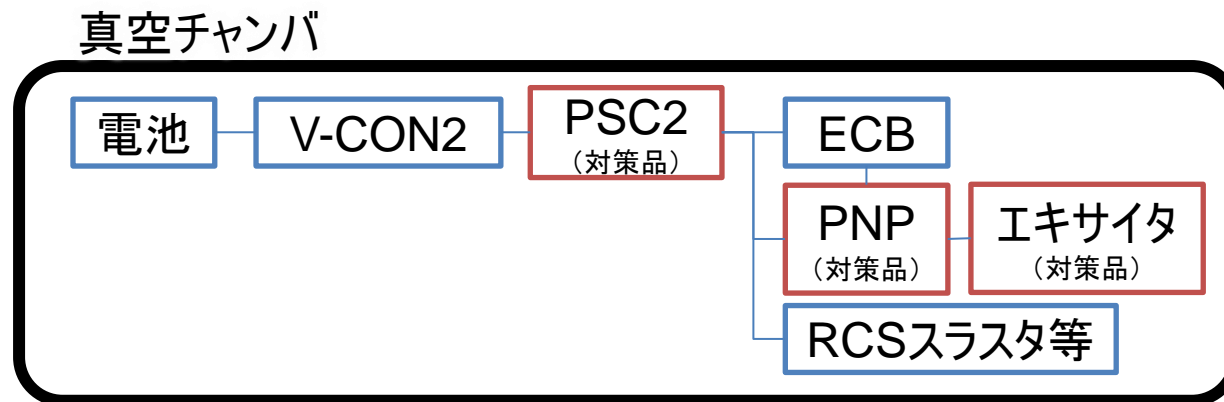 真空チャンバ
電池
V-CON2
PSC2
（対策品）
ECB
PNP
（対策品）
エキサイタ
（対策品）
RCSスラスタ等